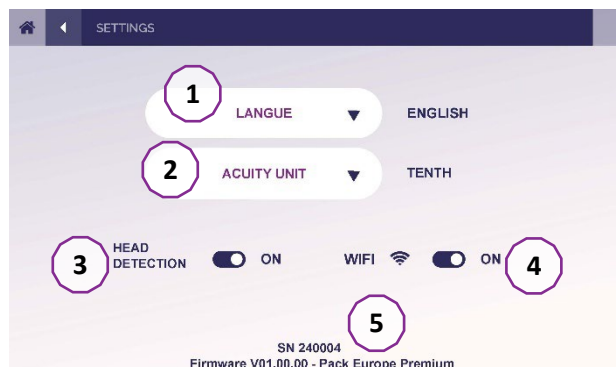 SETTINGS
1
LANGUE ▼ ENGLISH
2
ACUITY UNIT ▼ TENTH
3
HEAD
DETECTION ON
WIFI ON
4
5
SN 240004
Firmware V01.00.00 - Pack Europe Premium